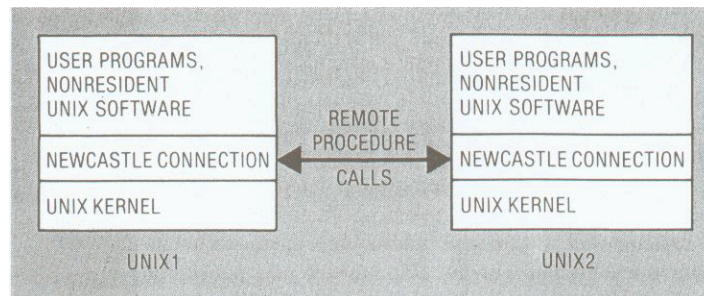 USER PROGRAMS,
NONRESIDENT
UNIX SOFTWARE
NEWCASTLE CONNECTION
UNIX KERNEL
UNIX1
REMOTE
PROCEDURE
CALLS
USER PROGRAMS,
NONRESIDENT
UNIX SOFTWARE
NEWCASTLE CONNECTION
UNIX KERNEL
UNIX2